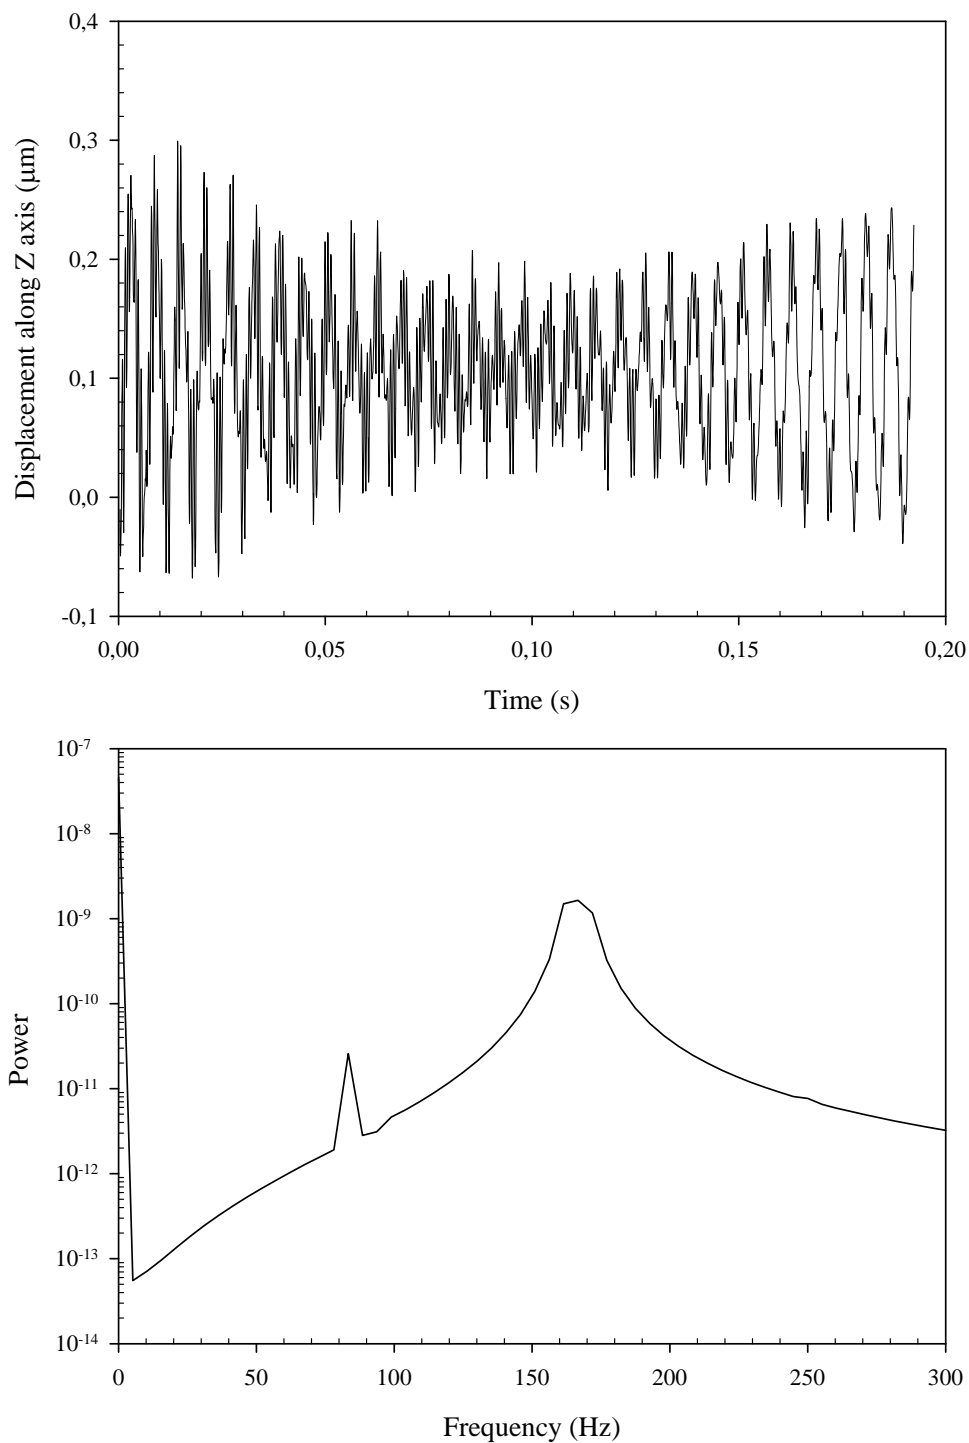 0,4
0,3
0,2
0,1
0,0
-0,1
Displacement along Z axis (μm)
0,00 0,05 0,10 0,15 0,20
Time (s)
10-7
10-8
10-9
10-10
10-11
10-12
10-13
10-14
Power
0 50 100 150 200 250 300
Frequency (Hz)